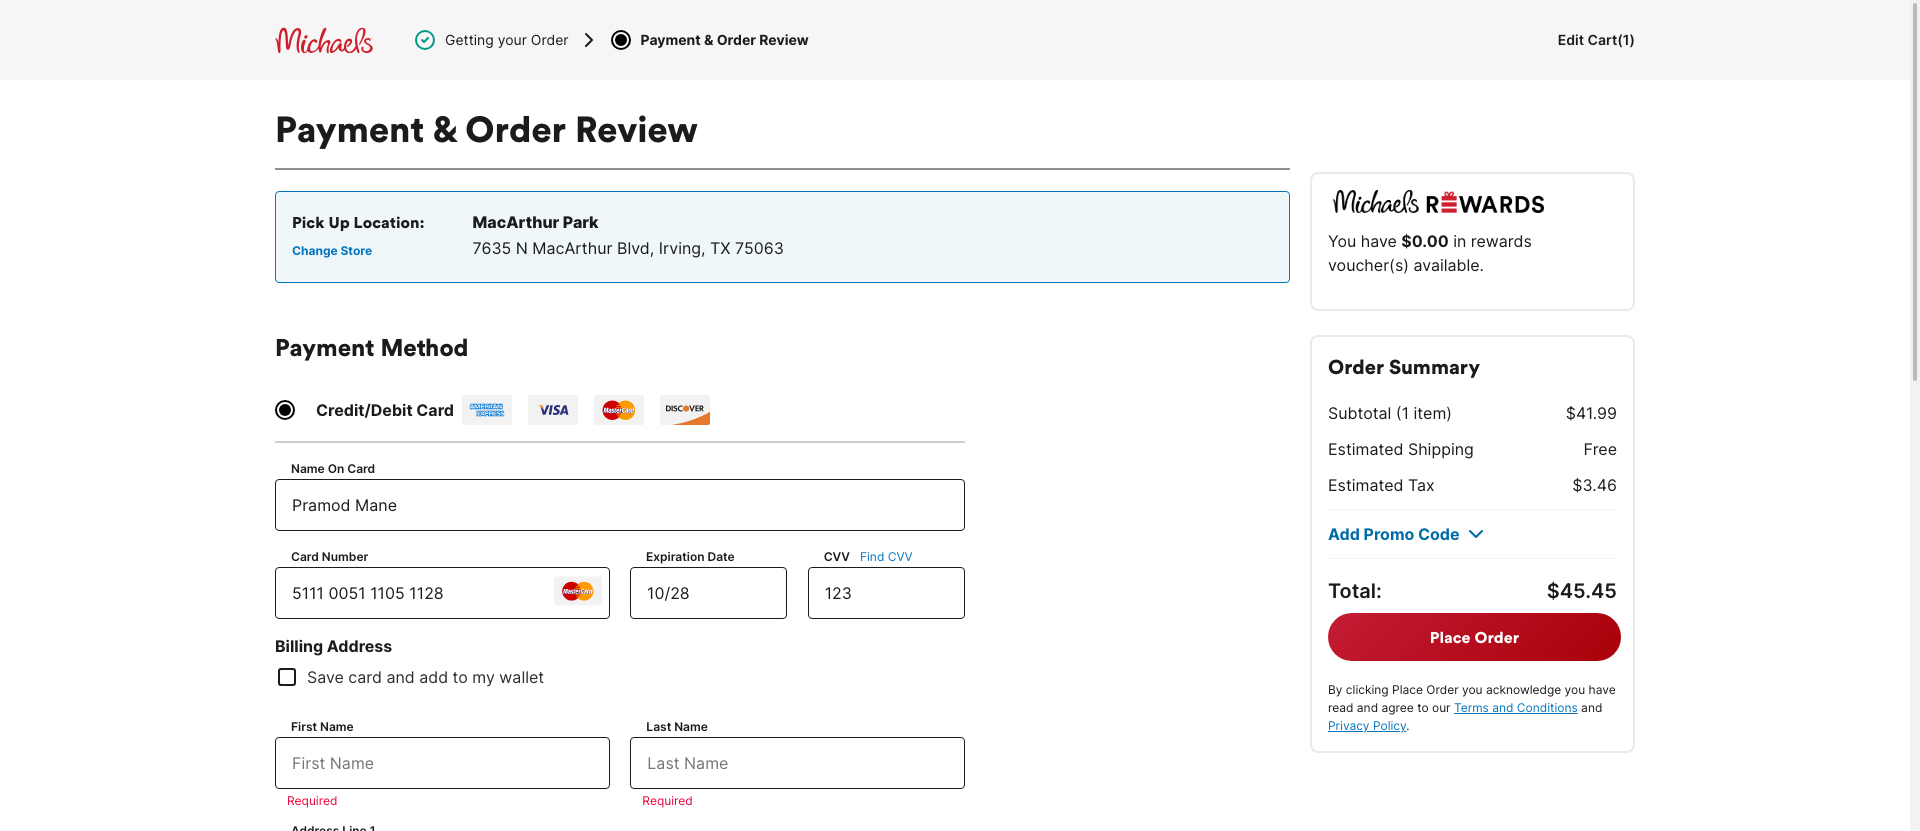 Michaels
Getting your Order
Payment & Order Review
Edit Cart(1)
Payment & Order Review
Pick Up Location:
Change Store
MacArthur Park
7635 N MacArthur Blvd, Irving, TX 75063
Michaels REWARDS
You have $0.00 in rewards
voucher(s) available.
Payment Method
Credit/Debit Card
AMERICAN EXPRESS
VISA
MasterCard
DISCOVER
Name On Card
Pramod Mane
Card Number
Expiration Date
CVV Find CVV
5111 0051 1105 1128
MasterCard
10/28
123
Billing Address
Save card and add to my wallet
First Name
Last Name
First Name
Last Name
Required
Required
Address Line 1
Order Summary
Subtotal (1 item) $41.99
Estimated Shipping Free
Estimated Tax $3.46
Add Promo Code
Total: $45.45
Place Order
By clicking Place Order you acknowledge you have
read and agree to our Terms and Conditions and
Privacy Policy.